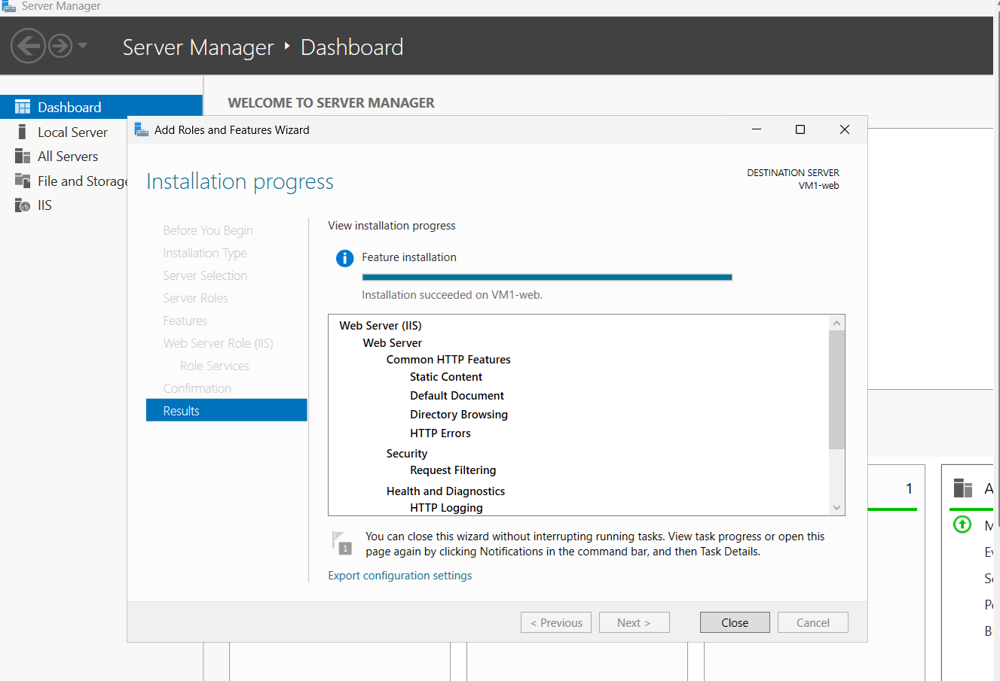 Server Manager
Server Manager ‣ Dashboard
Dashboard
Local Server
All Servers
File and Storage
IIS
WELCOME TO SERVER MANAGER
Add Roles and Features Wizard
Installation progress
DESTINATION SERVER
VM1-web
Before You Begin
Installation Type
Server Selection
Server Roles
Features
Web Server Role (IIS)
Role Services
Confirmation
Results
View installation progress
Feature installation
Installation succeeded on VM1-web.
Web Server (IIS)
Web Server
Common HTTP Features
Static Content
Default Document
Directory Browsing
HTTP Errors
Security
Request Filtering
Health and Diagnostics
HTTP Logging
1
You can close this wizard without interrupting running tasks. View task progress or open this
page again by clicking Notifications in the command bar, and then Task Details.
Export configuration settings
< Previous
Next >
Close
Cancel
1